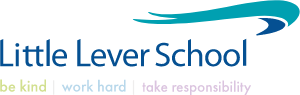 Little Lever School
be kind | work hard | take responsibility